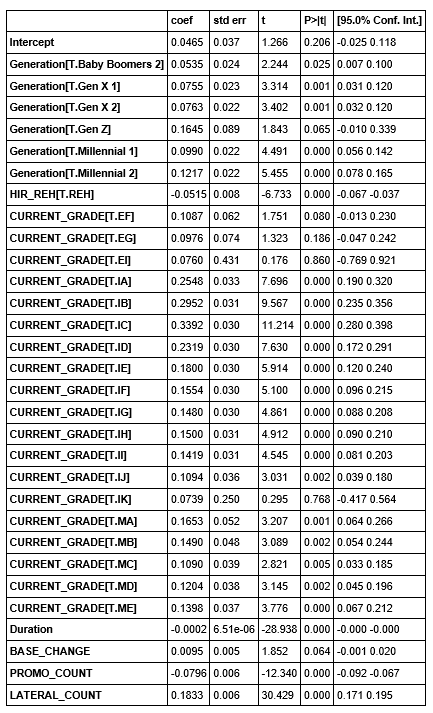 coef std err t P>|t| [95.0% Conf. Int.]
Intercept 0.0465 0.037 1.266 0.206 -0.025 0.118
Generation[T.Baby Boomers 2] 0.0535 0.024 2.244 0.025 0.007 0.100
Generation[T.Gen X 1] 0.0755 0.023 3.314 0.001 0.031 0.120
Generation[T.Gen X 2] 0.0763 0.022 3.402 0.001 0.032 0.120
Generation[T.Gen Z] 0.1645 0.089 1.843 0.065 -0.010 0.339
Generation[T.Millennial 1] 0.0990 0.022 4.491 0.000 0.056 0.142
Generation[T.Millennial 2] 0.1217 0.022 5.455 0.000 0.078 0.165
HIR_REH[T.REH] -0.0515 0.008 -6.733 0.000 -0.067 -0.037
CURRENT_GRADE[T.EF] 0.1087 0.062 1.751 0.080 -0.013 0.230
CURRENT_GRADE[T.EG] 0.0976 0.074 1.323 0.186 -0.047 0.242
CURRENT_GRADE[T.EI] 0.0760 0.431 0.176 0.860 -0.769 0.921
CURRENT_GRADE[T.IA] 0.2548 0.033 7.696 0.000 0.190 0.320
CURRENT_GRADE[T.IB] 0.2952 0.031 9.567 0.000 0.235 0.356
CURRENT_GRADE[T.IC] 0.3392 0.030 11.214 0.000 0.280 0.398
CURRENT_GRADE[T.ID] 0.2319 0.030 7.630 0.000 0.172 0.291
CURRENT_GRADE[T.IE] 0.1800 0.030 5.914 0.000 0.120 0.240
CURRENT_GRADE[T.IF] 0.1554 0.030 5.100 0.000 0.096 0.215
CURRENT_GRADE[T.IG] 0.1480 0.030 4.861 0.000 0.088 0.208
CURRENT_GRADE[T.IH] 0.1500 0.031 4.912 0.000 0.090 0.210
CURRENT_GRADE[T.II] 0.1419 0.031 4.545 0.000 0.081 0.203
CURRENT_GRADE[T.IJ] 0.1094 0.036 3.031 0.002 0.039 0.180
CURRENT_GRADE[T.IK] 0.0739 0.250 0.295 0.768 -0.417 0.564
CURRENT_GRADE[T.MA] 0.1653 0.052 3.207 0.001 0.064 0.266
CURRENT_GRADE[T.MB] 0.1490 0.048 3.089 0.002 0.054 0.244
CURRENT_GRADE[T.MC] 0.1090 0.039 2.821 0.005 0.033 0.185
CURRENT_GRADE[T.MD] 0.1204 0.038 3.145 0.002 0.045 0.196
CURRENT_GRADE[T.ME] 0.1398 0.037 3.776 0.000 0.067 0.212
Duration -0.0002 6.51e-06 -28.938 0.000 -0.000 -0.000
BASE_CHANGE 0.0095 0.005 1.852 0.064 -0.001 0.020
PROMO_COUNT -0.0796 0.006 -12.340 0.000 -0.092 -0.067
LATERAL_COUNT 0.1833 0.006 30.429 0.000 0.171 0.195